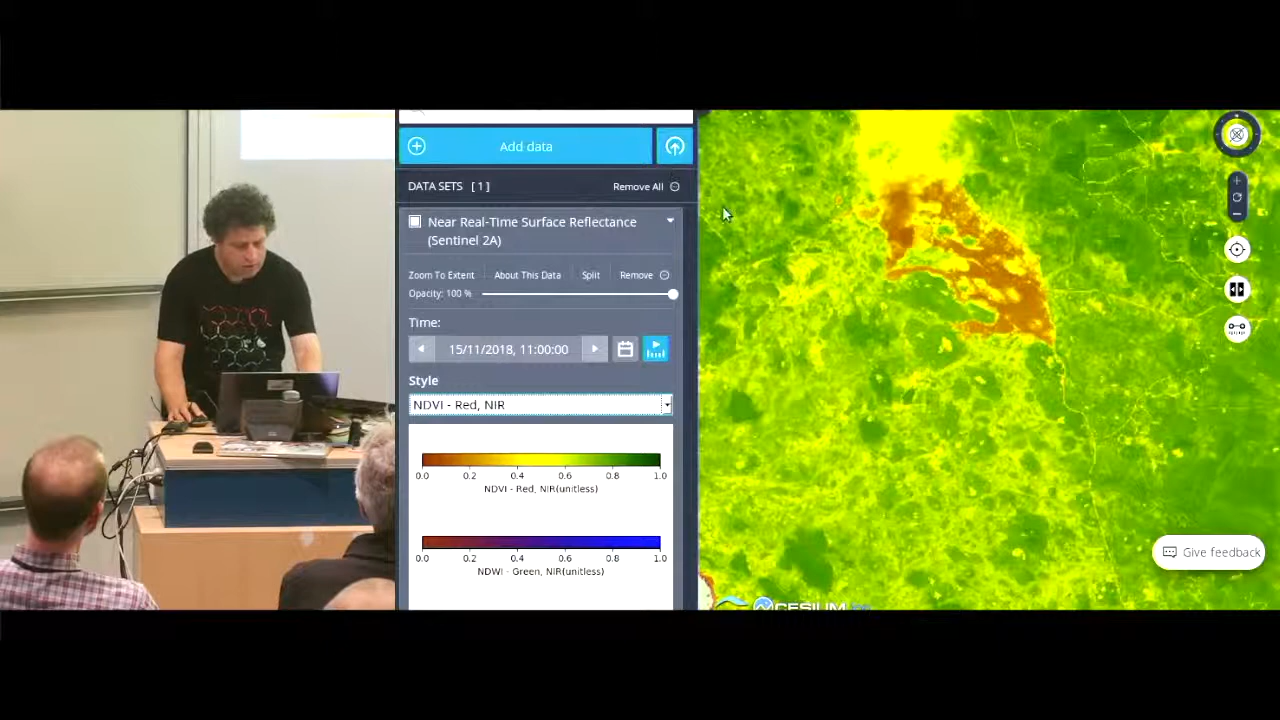 Add data
DATA SETS [ 1 ]
Remove All
Near Real-Time Surface Reflectance
(Sentinel 2A)
Zoom To Extent
About This Data
Split
Remove
Opacity: 100 %
Time:
15/11/2018, 11:00:00
Style
NDVI - Red, NIR
0.0 0.2 0.4 0.6 0.8 1.0
NDVI - Red, NIR(unitless)
0.0 0.2 0.4 0.6 0.8 1.0
NDWI - Green, NIR(unitless)
Give feedback
CESIUM